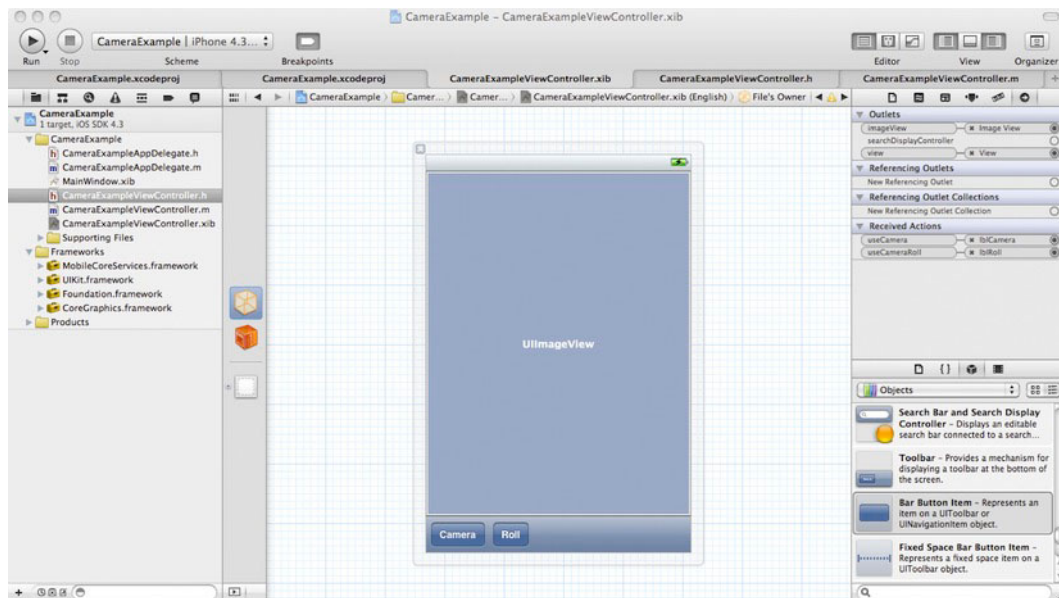 CameraExample – CameraExampleViewController.xib
CameraExample | iPhone 4.3...
Run Stop Scheme Breakpoints Editor View Organizer
CameraExample.xcodeproj CameraExample.xcodeproj CameraExampleViewController.xib CameraExampleViewController.h CameraExampleViewController.m
CameraExample Camer... Camer... CameraExampleViewController.xib (English) File's Owner
CameraExample
1 target, iOS SDK 4.3
CameraExample
CameraExampleAppDelegate.h
CameraExampleAppDelegate.m
MainWindow.xib
CameraExampleViewController.h
CameraExampleViewController.m
CameraExampleViewController.xib
Supporting Files
Frameworks
MobileCoreServices.framework
UIKit.framework
Foundation.framework
CoreGraphics.framework
Products
UIImageView
Camera Roll
Outlets
imageView Image View
searchDisplayController
view View
Referencing Outlets
New Referencing Outlet
Referencing Outlet Collections
New Referencing Outlet Collection
Received Actions
useCamera lblCamera
useCameraRoll lblRoll
{}
Objects
Search Bar and Search Display
Controller – Displays an editable
search bar connected to a search...
Toolbar – Provides a mechanism for
displaying a toolbar at the bottom of
the screen.
Bar Button Item – Represents an
item on a UIToolbar or
UINavigationItem object.
Fixed Space Bar Button Item –
Represents a fixed space item on a
UIToolbar object.